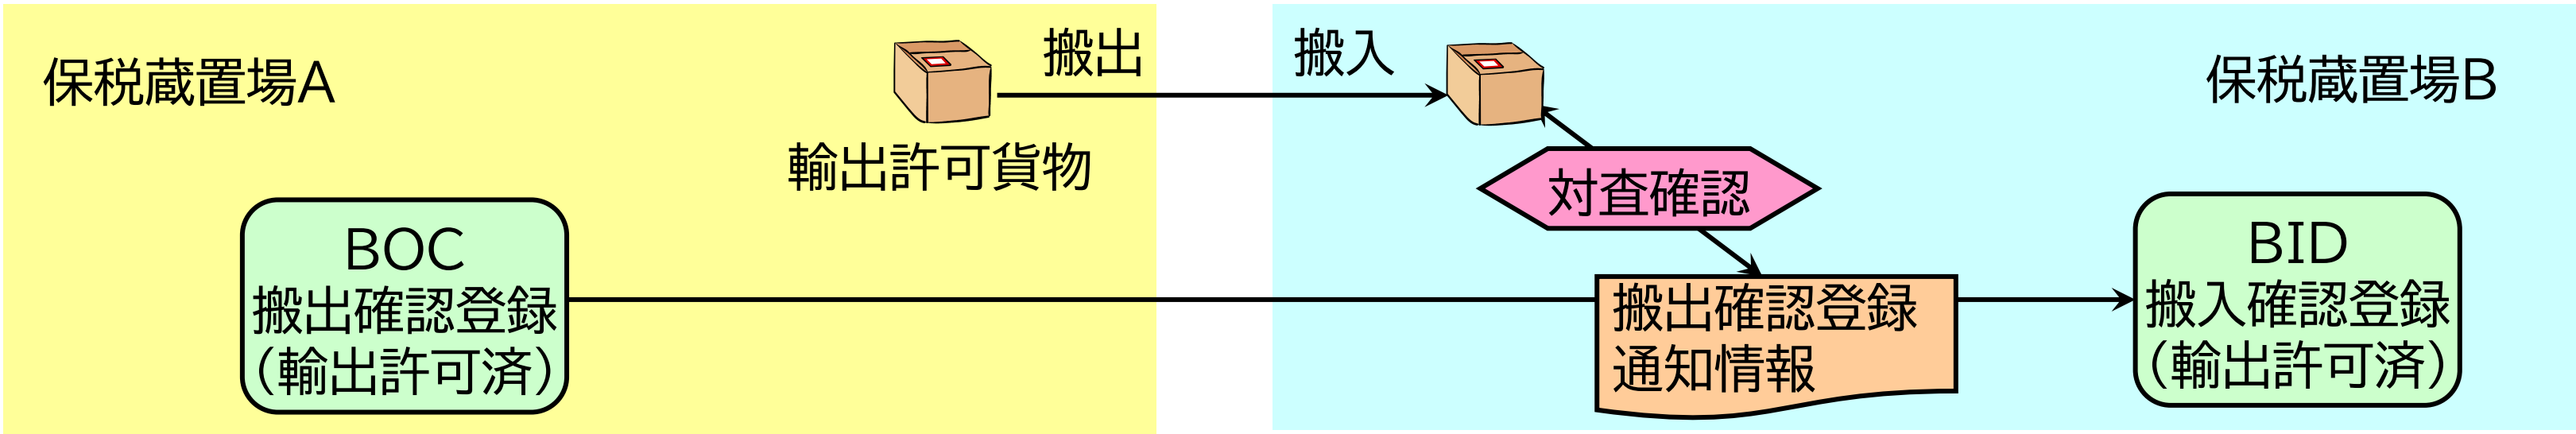 保税蔵置場A
搬出
搬入
保税蔵置場B
輸出許可貨物
対査確認
BOC
搬出確認登録
（輸出許可済）
搬出確認登録
通知情報
BID
搬入確認登録
（輸出許可済）